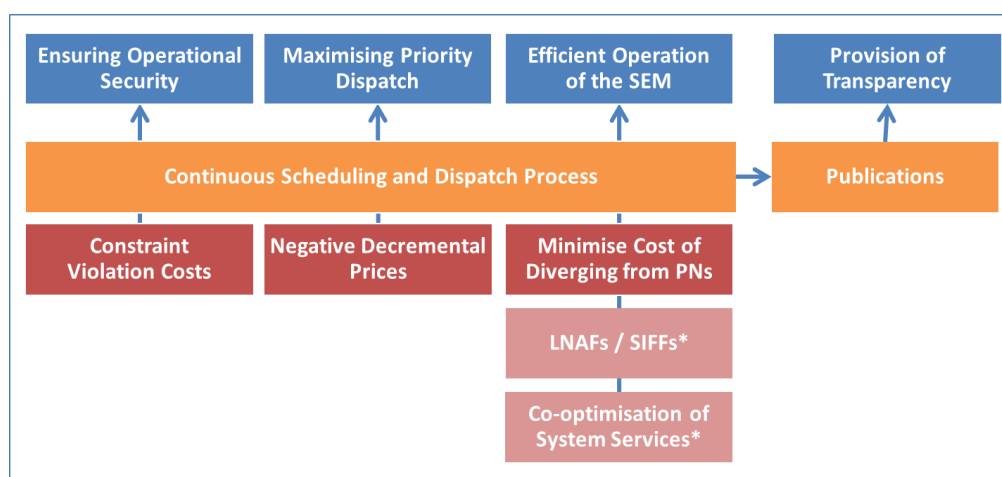 Ensuring Operational
Security
Maximising Priority
Dispatch
Efficient Operation
of the SEM
Provision of
Transparency
Continuous Scheduling and Dispatch Process
Publications
Constraint
Violation Costs
Negative Decremental
Prices
Minimise Cost of
Diverging from PNs
LNAFs / SIFFs*
Co-optimisation of
System Services*